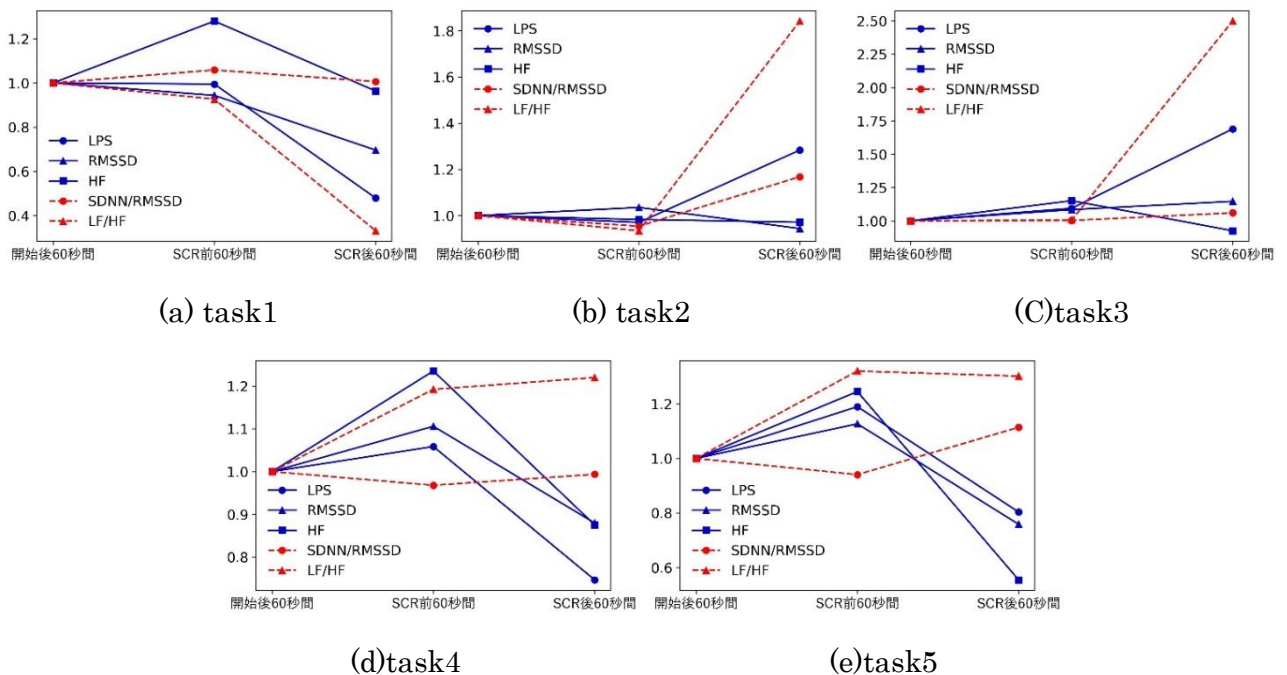 1.2
1.0
0.8
0.6
0.4
LPS
RMSSD
HF
SDNN/RMSSD
LF/HF
開始後60秒間 SCR前60秒間 SCR後60秒間
(a) task1
1.8
1.6
1.4
1.2
1.0
LPS
RMSSD
HF
SDNN/RMSSD
LF/HF
開始後60秒間 SCR前60秒間 SCR後60秒間
(b) task2
2.50
2.25
2.00
1.75
1.50
1.25
1.00
LPS
RMSSD
HF
SDNN/RMSSD
LF/HF
開始後60秒間 SCR前60秒間 SCR後60秒間
(C)task3
1.2
1.1
1.0
0.9
0.8
LPS
RMSSD
HF
SDNN/RMSSD
LF/HF
開始後60秒間 SCR前60秒間 SCR後60秒間
(d)task4
1.2
1.0
0.8
0.6
LPS
RMSSD
HF
SDNN/RMSSD
LF/HF
開始後60秒間 SCR前60秒間 SCR後60秒間
(e)task5